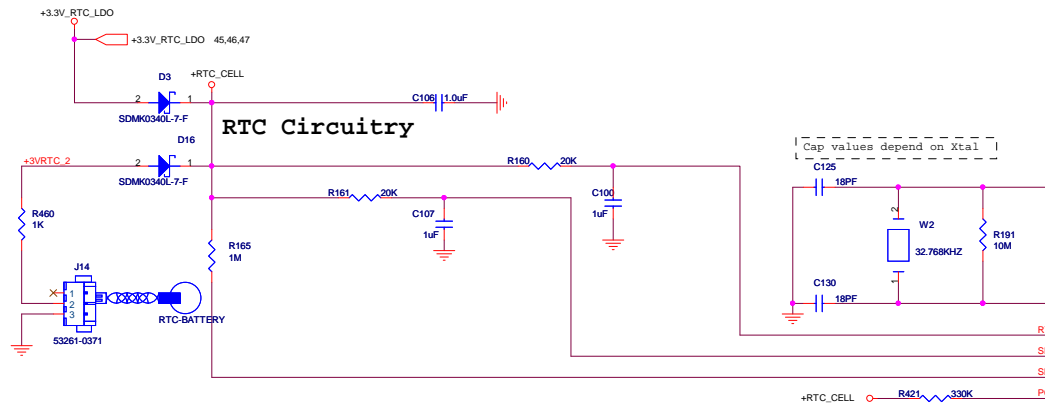 +3.3V_RTC_LDO
+3.3V_RTC_LDO 45,46,47
D3
+RTC_CELL
2 1
SDMK0340L-7-F
C106 1.0uF
RTC Circuitry
D16
+3VRTC_2
2 1
SDMK0340L-7-F
R160 20K
Cap values depend on Xtal
C125
18PF
R161 20K
C100
1uF
C107
1uF
R460
1K
R165
1M
2
W2
32.768KHZ
1
R191
10M
J14
1
2
3
53261-0371
RTC-BATTERY
C130
18PF
R
+RTC_CELL
R421 330K